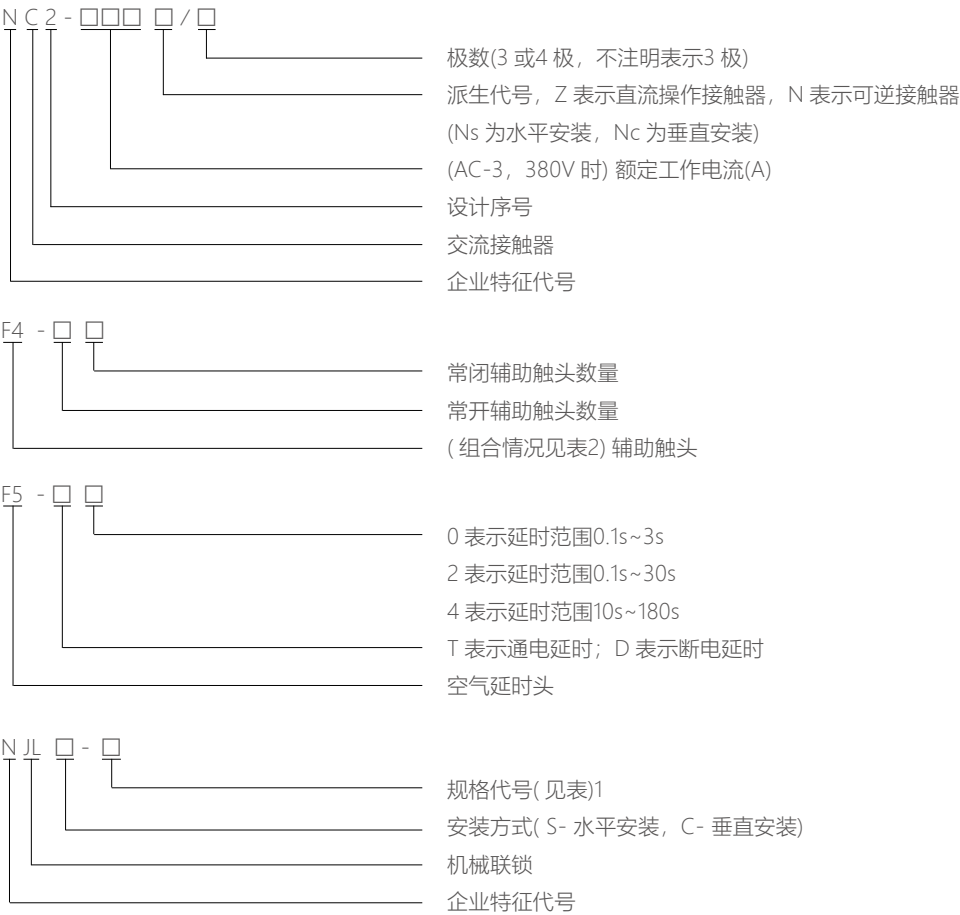 NC2-□□□ □/□
极数(3 或4 极，不注明表示3 极)
派生代号，Z 表示直流操作接触器，N 表示可逆接触器
(Ns 为水平安装，Nc 为垂直安装)
(AC-3，380V 时) 额定工作电流(A)
设计序号
交流接触器
企业特征代号
F4 -□ □
常闭辅助触头数量
常开辅助触头数量
( 组合情况见表2) 辅助触头
F5 -□ □
0 表示延时范围0.1s~3s
2 表示延时范围0.1s~30s
4 表示延时范围10s~180s
T 表示通电延时；D 表示断电延时
空气延时头
N JL □-□
规格代号( 见表)1
安装方式( S- 水平安装，C- 垂直安装)
机械联锁
企业特征代号